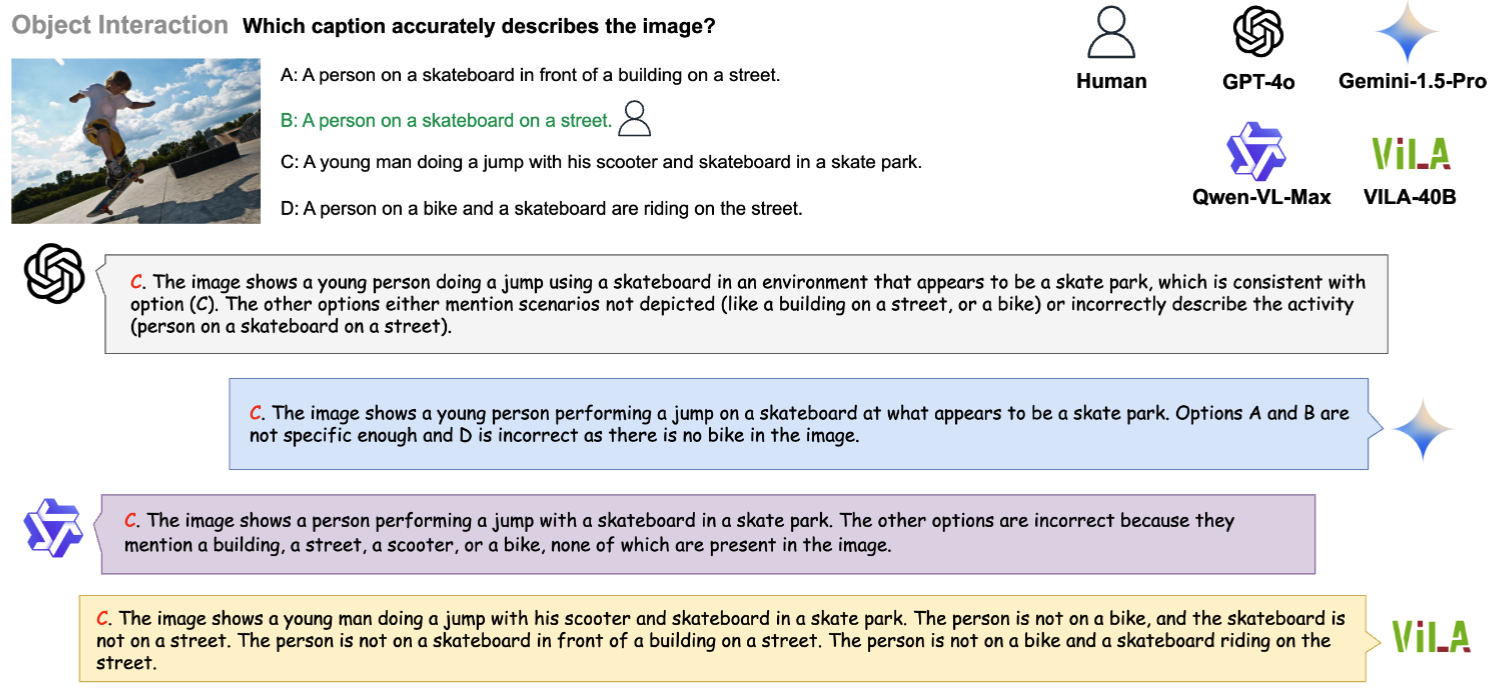 Object Interaction Which caption accurately describes the image?
A: A person on a skateboard in front of a building on a street.
B: A person on a skateboard on a street.
C: A young man doing a jump with his scooter and skateboard in a skate park.
D: A person on a bike and a skateboard are riding on the street.
Human
GPT-4o
Gemini-1.5-Pro
Qwen-VL-Max
ViLA
VILA-40B
C. The image shows a young person doing a jump using a skateboard in an environment that appears to be a skate park, which is consistent with
option (C). The other options either mention scenarios not depicted (like a building on a street, or a bike) or incorrectly describe the activity
(person on a skateboard on a street).
C. The image shows a young person performing a jump on a skateboard at what appears to be a skate park. Options A and B are
not specific enough and D is incorrect as there is no bike in the image.
C. The image shows a person performing a jump with a skateboard in a skate park. The other options are incorrect because they
mention a building, a street, a scooter, or a bike, none of which are present in the image.
C. The image shows a young man doing a jump with his scooter and skateboard in a skate park. The person is not on a bike, and the skateboard is
not on a street. The person is not on a skateboard in front of a building on a street. The person is not on a bike and a skateboard riding on the
street.
ViLA